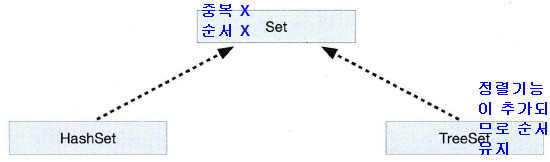 중복 X
순서 X
Set
정렬기능
이 추가되
므로 순서
유지
HashSet
TreeSet